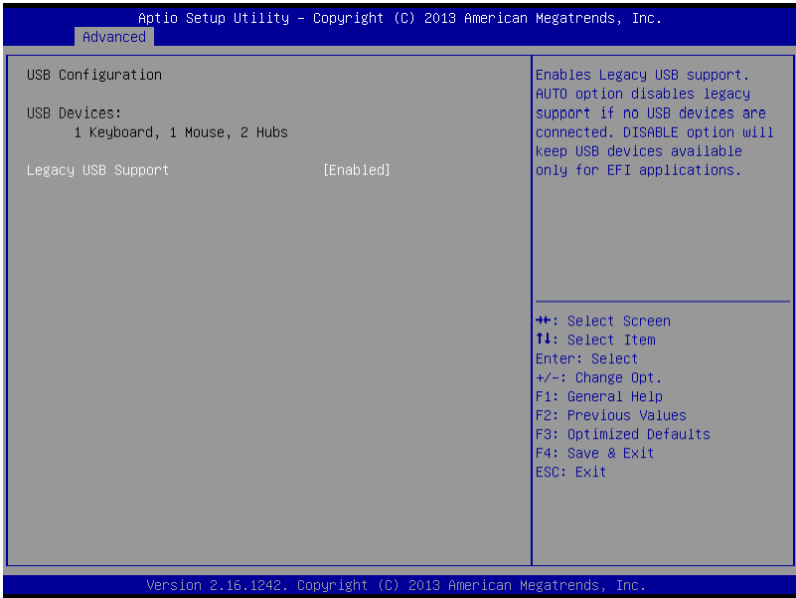 Aptio Setup Utility – Copyright (C) 2013 American Megatrends, Inc.
Advanced
USB Configuration
USB Devices:
1 Keyboard, 1 Mouse, 2 Hubs
Legacy USB Support [Enabled]
Enables Legacy USB support.
AUTO option disables legacy
support if no USB devices are
connected. DISABLE option will
keep USB devices available
only for EFI applications.
→←: Select Screen
↑↓: Select Item
Enter: Select
+/-: Change Opt.
F1: General Help
F2: Previous Values
F3: Optimized Defaults
F4: Save & Exit
ESC: Exit
Version 2.16.1242. Copyright (C) 2013 American Megatrends, Inc.